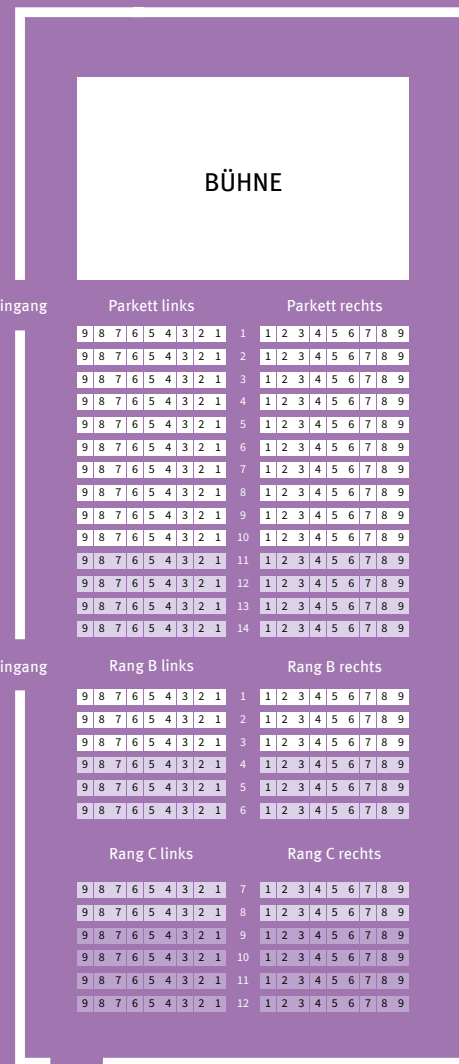 BÜHNE
ingang Parkett links Parkett rechts
9 8 7 6 5 4 3 2 1 1 1 2 3 4 5 6 7 8 9
9 8 7 6 5 4 3 2 1 2 1 2 3 4 5 6 7 8 9
9 8 7 6 5 4 3 2 1 3 1 2 3 4 5 6 7 8 9
9 8 7 6 5 4 3 2 1 4 1 2 3 4 5 6 7 8 9
9 8 7 6 5 4 3 2 1 5 1 2 3 4 5 6 7 8 9
9 8 7 6 5 4 3 2 1 6 1 2 3 4 5 6 7 8 9
9 8 7 6 5 4 3 2 1 7 1 2 3 4 5 6 7 8 9
9 8 7 6 5 4 3 2 1 8 1 2 3 4 5 6 7 8 9
9 8 7 6 5 4 3 2 1 9 1 2 3 4 5 6 7 8 9
9 8 7 6 5 4 3 2 1 10 1 2 3 4 5 6 7 8 9
9 8 7 6 5 4 3 2 1 11 1 2 3 4 5 6 7 8 9
9 8 7 6 5 4 3 2 1 12 1 2 3 4 5 6 7 8 9
9 8 7 6 5 4 3 2 1 13 1 2 3 4 5 6 7 8 9
9 8 7 6 5 4 3 2 1 14 1 2 3 4 5 6 7 8 9
ingang Rang B links Rang B rechts
9 8 7 6 5 4 3 2 1 1 1 2 3 4 5 6 7 8 9
9 8 7 6 5 4 3 2 1 2 1 2 3 4 5 6 7 8 9
9 8 7 6 5 4 3 2 1 3 1 2 3 4 5 6 7 8 9
9 8 7 6 5 4 3 2 1 4 1 2 3 4 5 6 7 8 9
9 8 7 6 5 4 3 2 1 5 1 2 3 4 5 6 7 8 9
9 8 7 6 5 4 3 2 1 6 1 2 3 4 5 6 7 8 9
Rang C links Rang C rechts
9 8 7 6 5 4 3 2 1 7 1 2 3 4 5 6 7 8 9
9 8 7 6 5 4 3 2 1 8 1 2 3 4 5 6 7 8 9
9 8 7 6 5 4 3 2 1 9 1 2 3 4 5 6 7 8 9
9 8 7 6 5 4 3 2 1 10 1 2 3 4 5 6 7 8 9
9 8 7 6 5 4 3 2 1 11 1 2 3 4 5 6 7 8 9
9 8 7 6 5 4 3 2 1 12 1 2 3 4 5 6 7 8 9